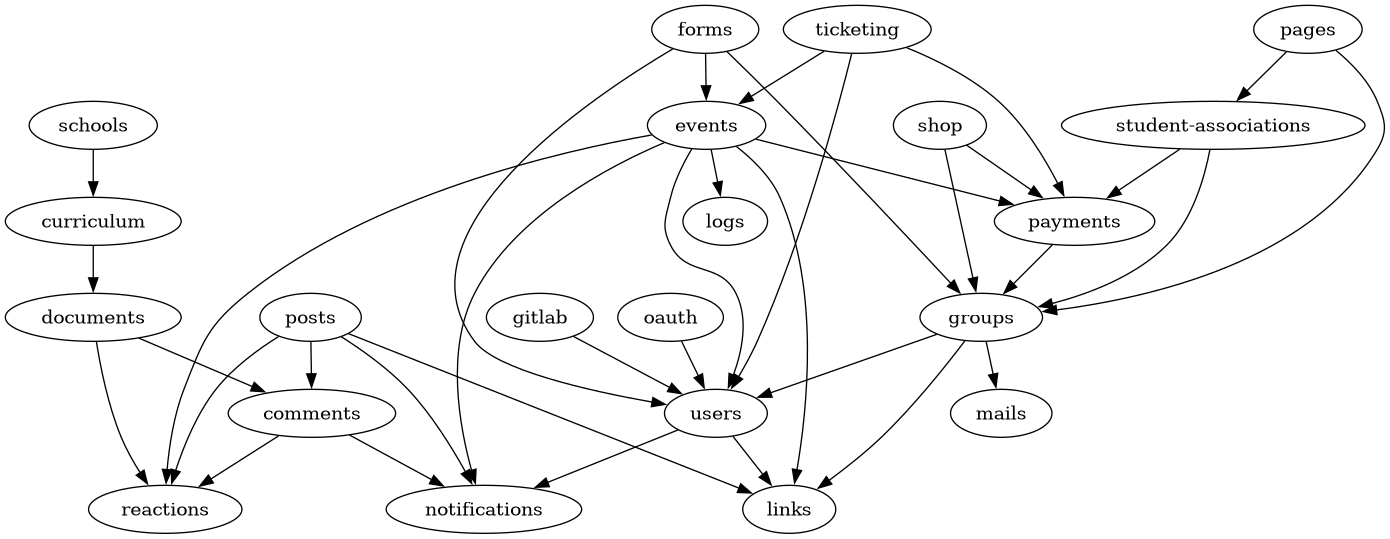 forms
ticketing
pages
schools
events
shop
student-associations
curriculum
logs
payments
documents
posts
gitlab
oauth
groups
comments
users
mails
reactions
notifications
links